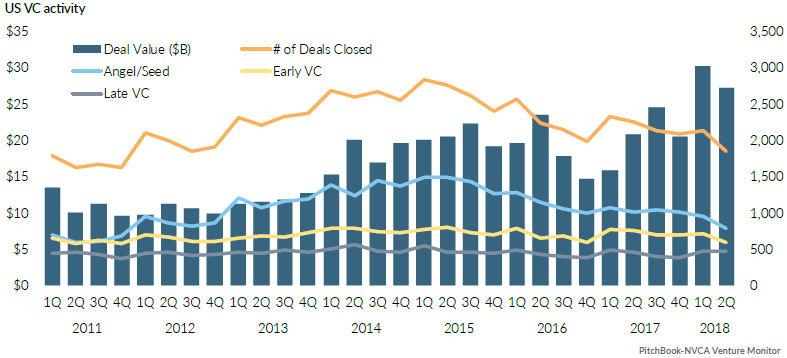 US VC activity
$35 3,500
Deal Value ($B) # of Deals Closed
$30 3,000
Angel/Seed Early VC
$25 2,500
Late VC
$20 2,000
$15 1,500
$10 1,000
$5 500
$0 0
1Q 2Q 3Q 4Q 1Q 2Q 3Q 4Q 1Q 2Q 3Q 4Q 1Q 2Q 3Q 4Q 1Q 2Q 3Q 4Q 1Q 2Q 3Q 4Q 1Q 2Q 3Q 4Q 1Q 2Q
2011 2012 2013 2014 2015 2016 2017 2018
PitchBook-NVCA Venture Monitor